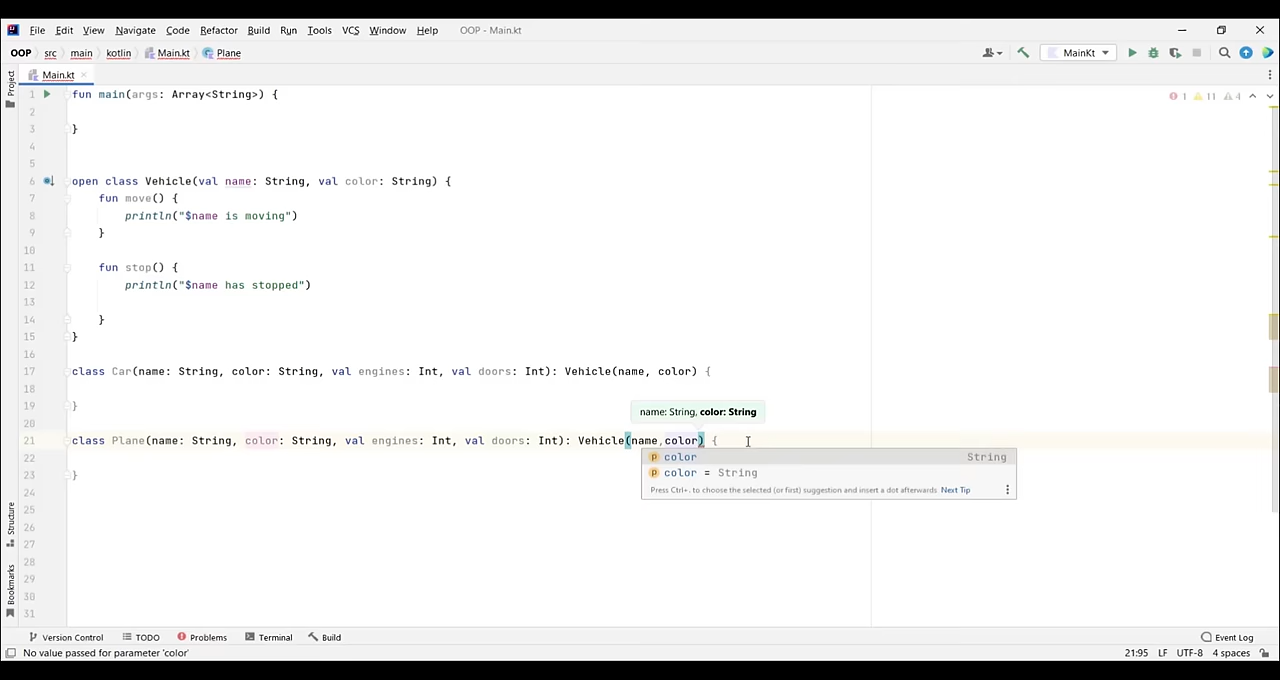 File Edit View Navigate Code Refactor Build Run Tools VCS Window Help OOP - Main.kt
OOP src main kotlin Main.kt Plane MainKt
Project
Main.kt
1 fun main(args: Array<String>) { 1 11 4
2
3 }
4
5
6 open class Vehicle(val name: String, val color: String) {
7 fun move() {
8 println("$name is moving")
9 }
10
11 fun stop() {
12 println("$name has stopped")
13
14 }
15 }
16
17 class Car(name: String, color: String, val engines: Int, val doors: Int): Vehicle(name, color) {
18
19 }
20
name: String, color: String
21 class Plane(name: String, color: String, val engines: Int, val doors: Int): Vehicle(name,color) {
color String
color = String
Press Ctrl+. to choose the selected (or first) suggestion and insert a dot afterwards Next Tip
22
23 }
24
25
26
27
28
29
30
31
Structure
Bookmarks
Version Control TODO Problems Terminal Build Event Log
No value passed for parameter 'color' 21:95 LF UTF-8 4 spaces